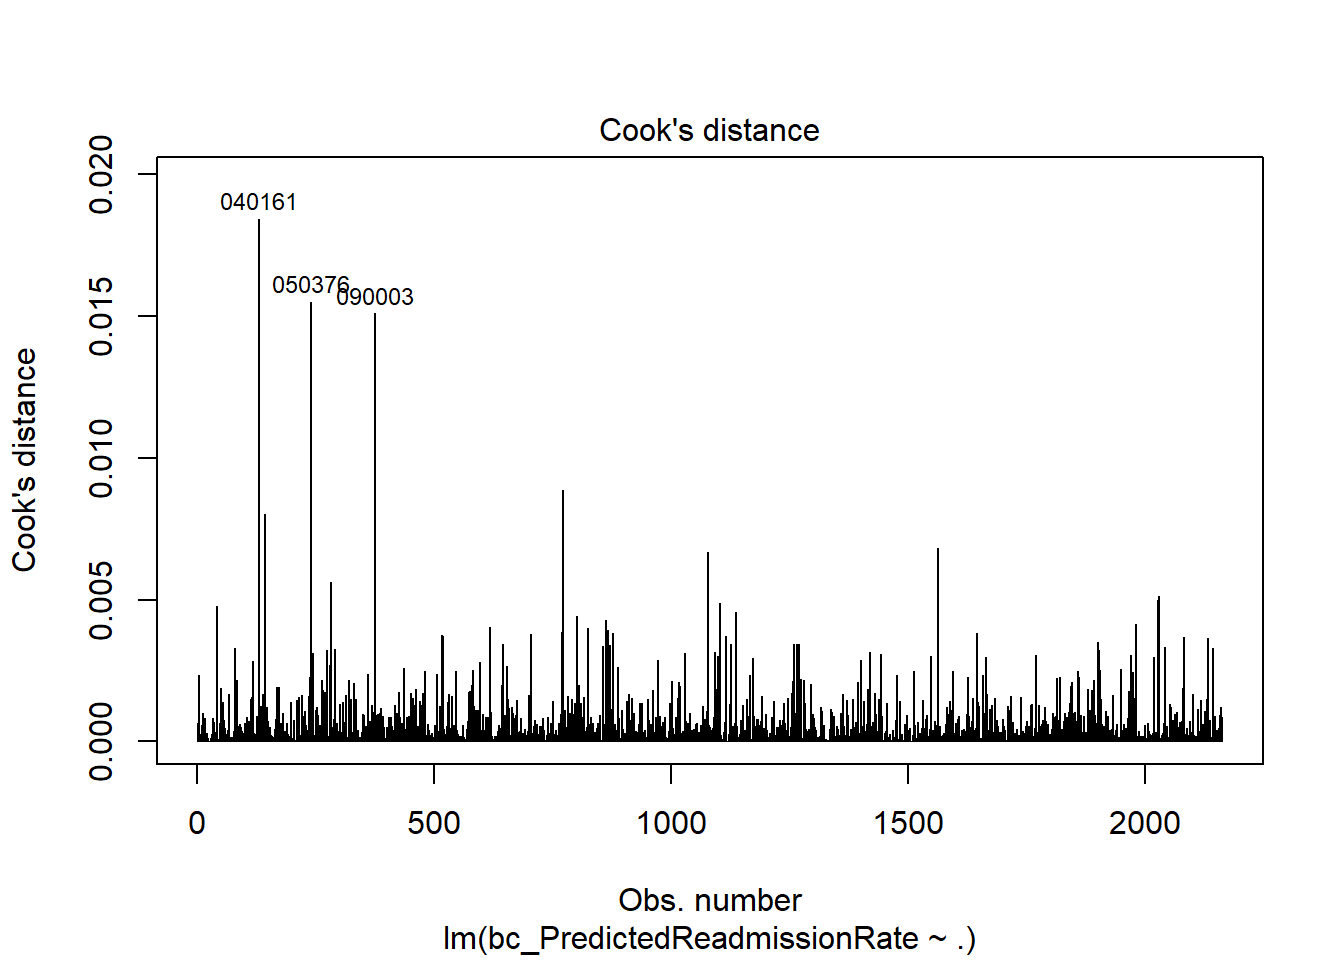 Cook's distance
0.020
0.015
0.010
0.005
0.000
Cook's distance
040161
050376
090003
0 500 1000 1500 2000
Obs. number
lm(bc_PredictedReadmissionRate ~ .)